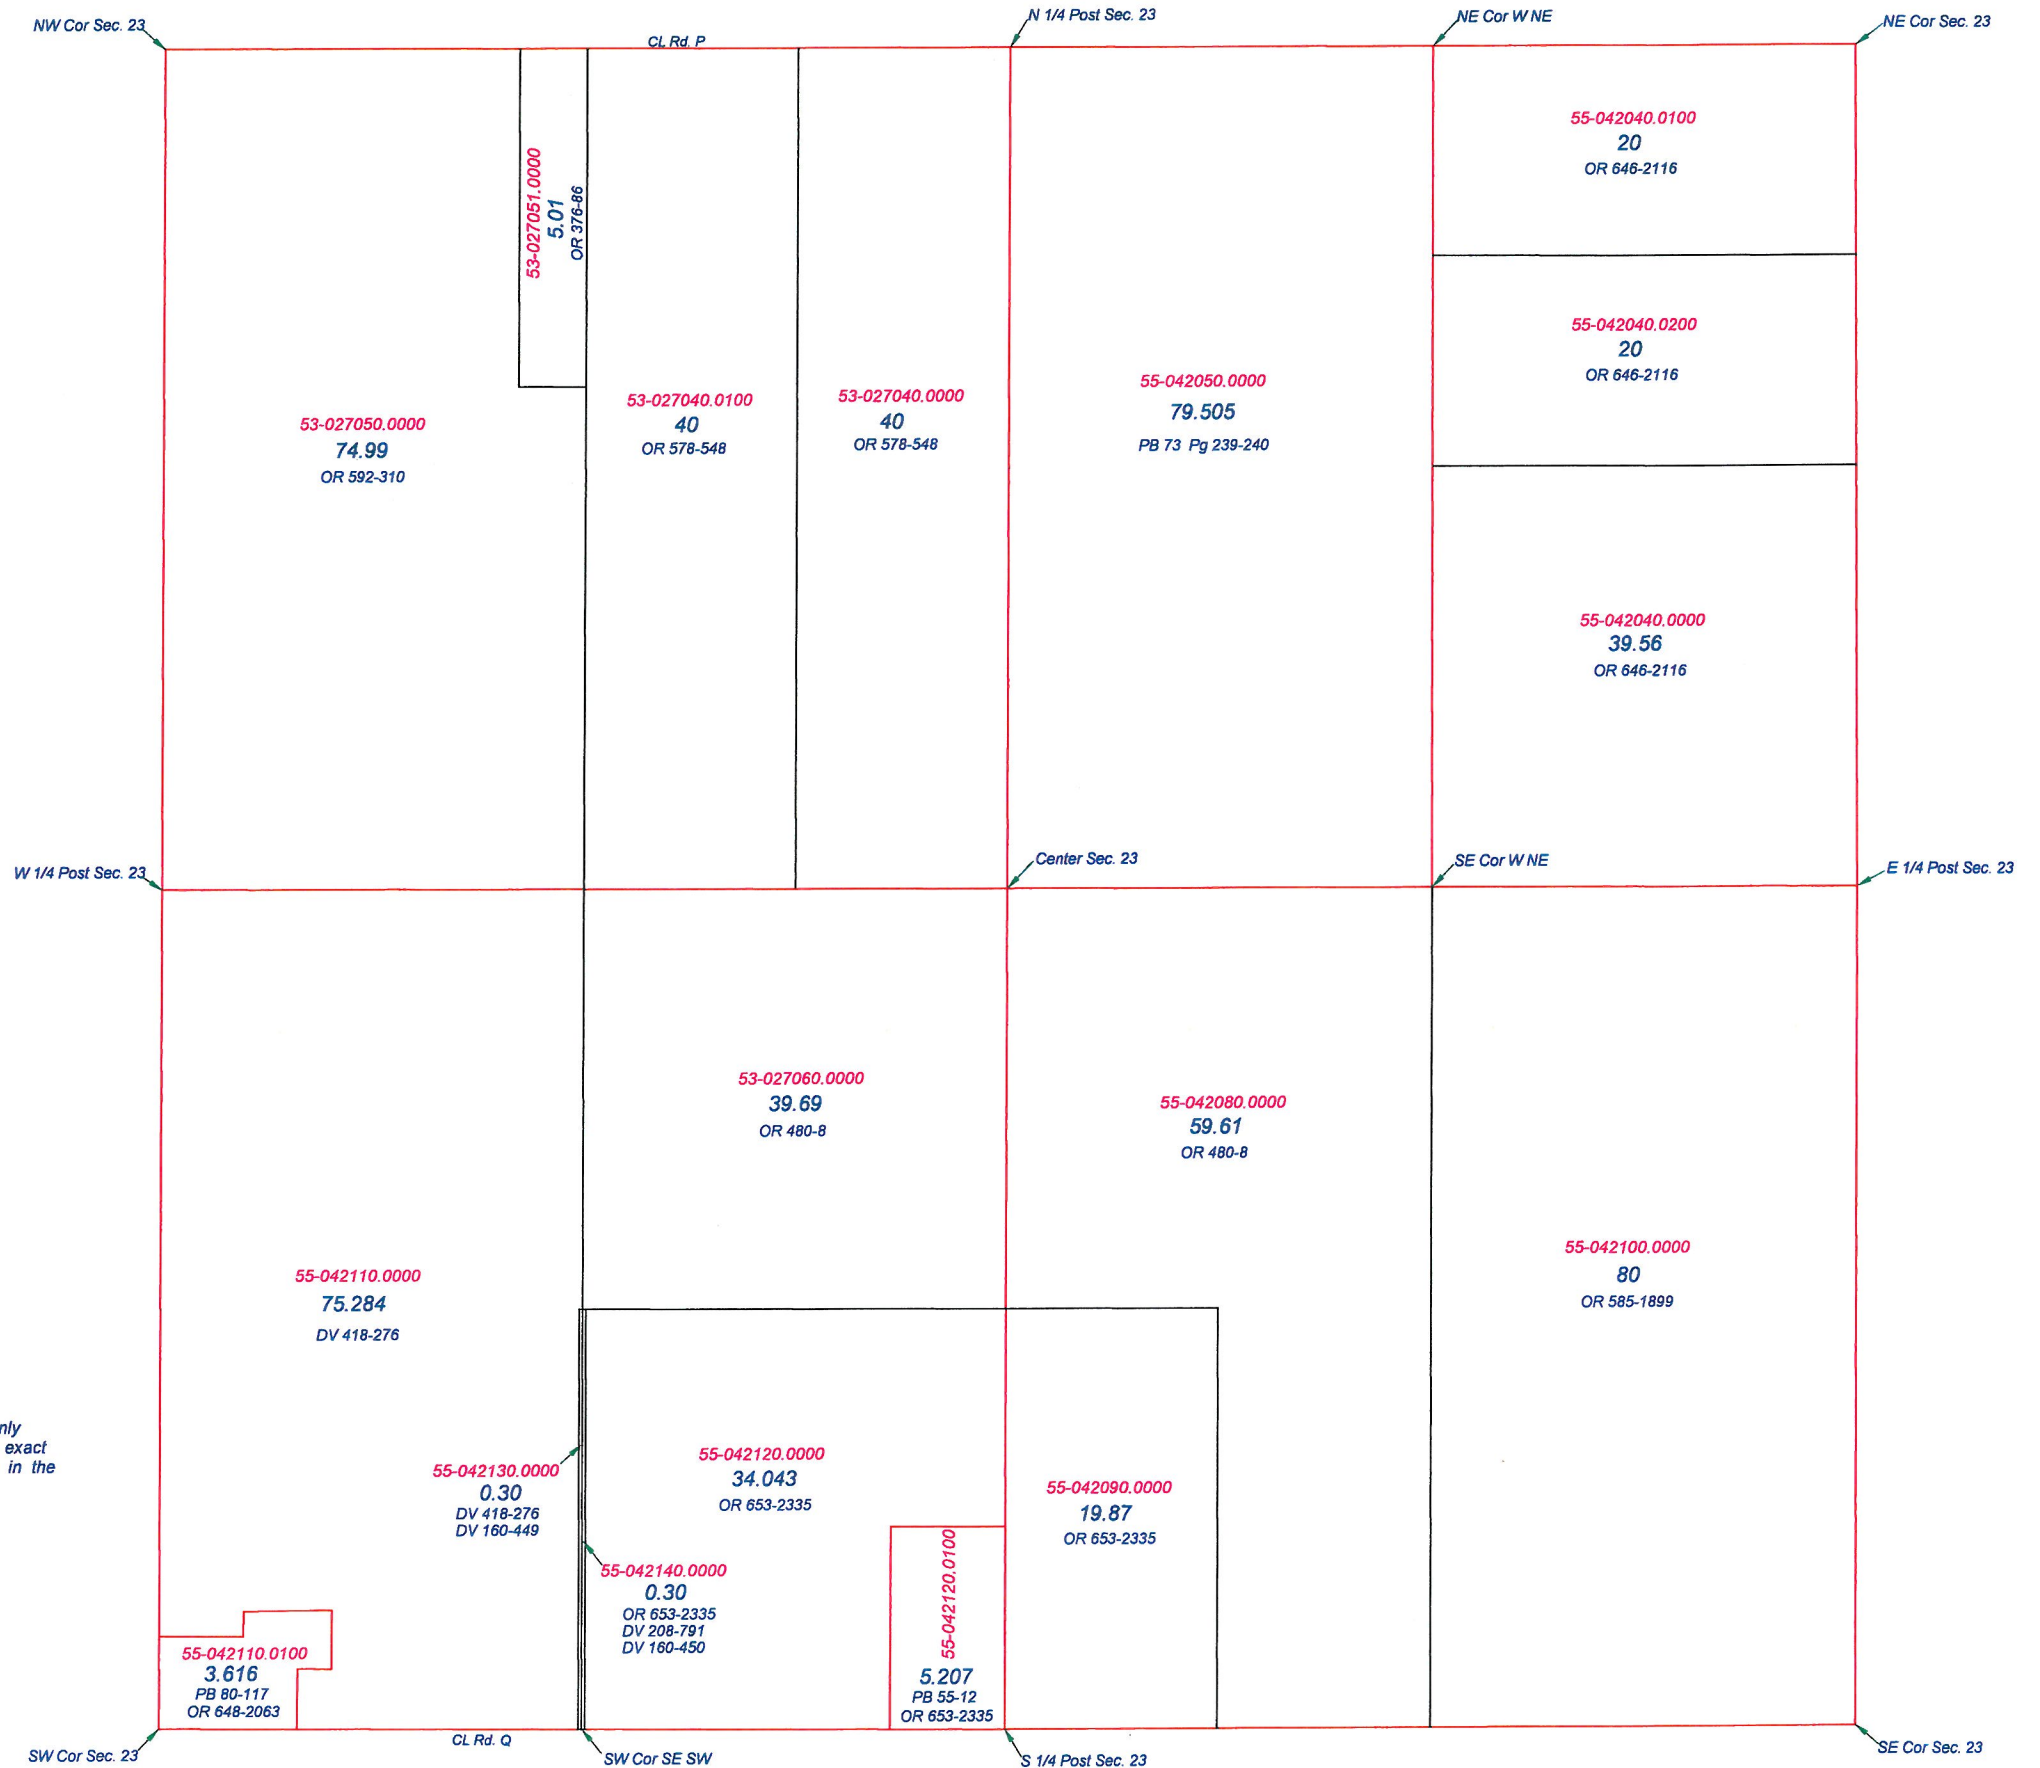 NW Cor Sec. 23
CL Rd. P
N 1/4 Post Sec. 23
NE Cor W NE
NE Cor Sec. 23
53-027051.0000
5.01
OR 376-86
55-042040.0100
20
OR 646-2116
55-042040.0200
20
OR 646-2116
53-027050.0000
74.99
OR 592-310
53-027040.0100
40
OR 578-548
53-027040.0000
40
OR 578-548
55-042050.0000
79.505
PB 73 Pg 239-240
55-042040.0000
39.56
OR 646-2116
W 1/4 Post Sec. 23
Center Sec. 23
SE Cor W NE
E 1/4 Post Sec. 23
53-027060.0000
39.69
OR 480-8
55-042080.0000
59.61
OR 480-8
55-042110.0000
75.284
DV 418-276
55-042100.0000
80
OR 585-1899
nly
exact
in the
55-042130.0000
0.30
DV 418-276
DV 160-449
55-042120.0000
34.043
OR 653-2335
55-042090.0000
19.87
OR 653-2335
55-042140.0000
0.30
OR 653-2335
DV 208-791
DV 160-450
55-042120.0100
5.207
PB 55-12
OR 653-2335
55-042110.0100
3.616
PB 80-117
OR 648-2063
SW Cor Sec. 23
CL Rd. Q
SW Cor SE SW
S 1/4 Post Sec. 23
SE Cor Sec. 23